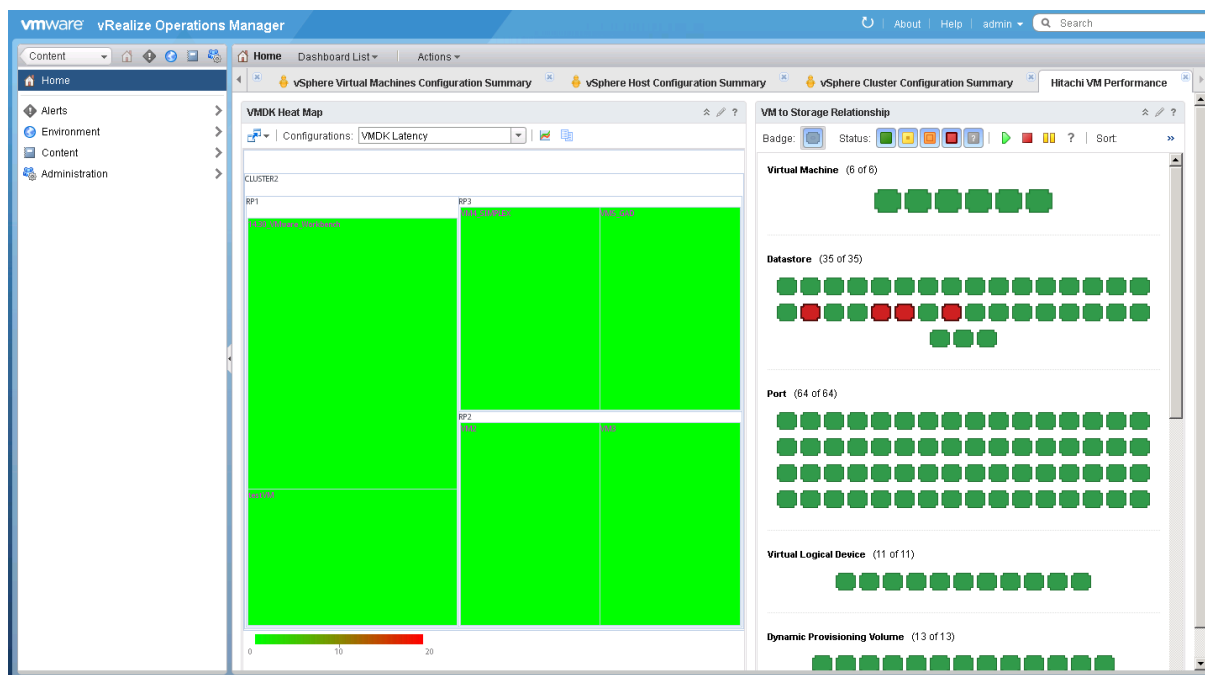 vmware vRealize Operations Manager
About Help admin Search
Content
Home Dashboard List Actions
Home
Alerts
Environment
Content
Administration
vSphere Virtual Machines Configuration Summary
vSphere Host Configuration Summary
vSphere Cluster Configuration Summary
Hitachi VM Performance
VMDK Heat Map
?
Configurations: VMDK Latency
CLUSTER2
RP1
testVM
RP3
VM4_SIMPLEX
VM5_GAD
RP2
0 10 20
VM to Storage Relationship
?
Badge: Status: ? ? Sort: »
Virtual Machine (6 of 6)
Datastore (35 of 35)
Port (64 of 64)
Virtual Logical Device (11 of 11)
Dynamic Provisioning Volume (13 of 13)